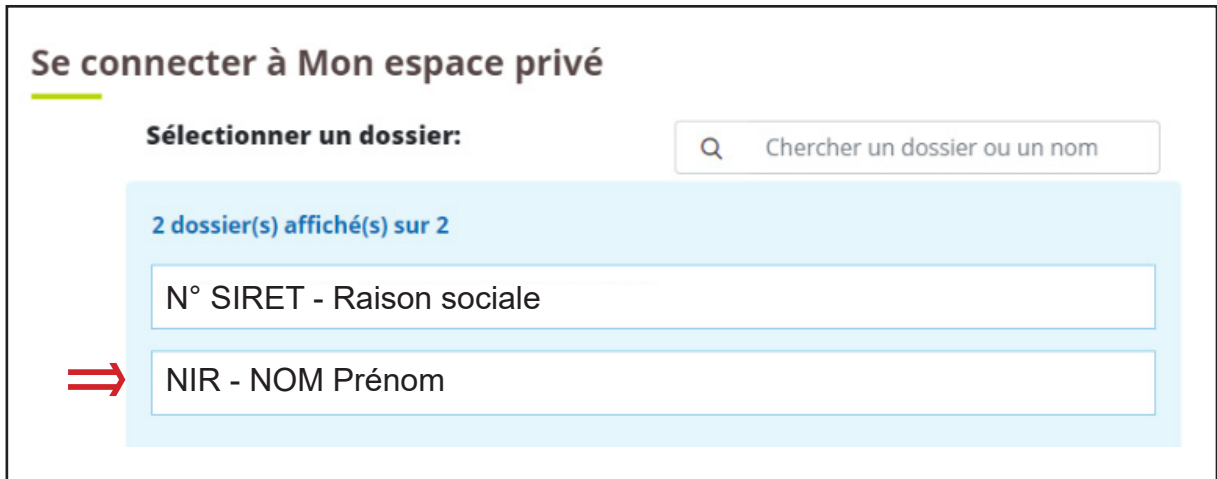 Se connecter à Mon espace privé
Sélectionner un dossier:
Chercher un dossier ou un nom
2 dossier(s) affiché(s) sur 2
N° SIRET - Raison sociale
NIR - NOM Prénom